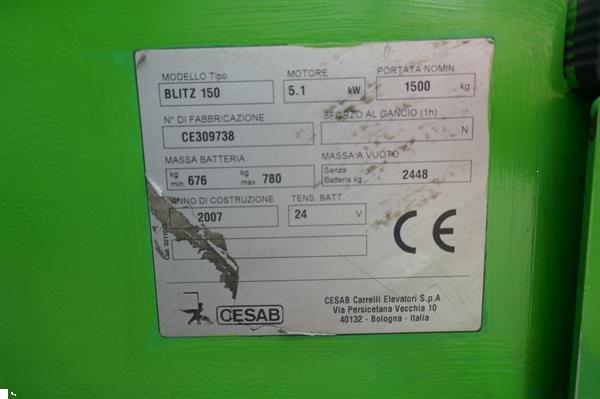 MODELLO Tipo MOTORE PORTATA NOMIN
BLITZ 150 5.1 kW 1500 kg
N° DI FABBRICAZIONE SFORZO AL GANCIO (1h)
CE309738 N
MASSA BATTERIA MASSA A VUOTO
kg min. 676 kg max. 780 Senza Batteria kg 2448
ANNO DI COSTRUZIONE TENS. BATT.
2007 24 V
CE
CESAB
CESAB Carrelli Elevatori S.p.A.
Via Persicetana Vecchia 10
40132 - Bologna - Italia